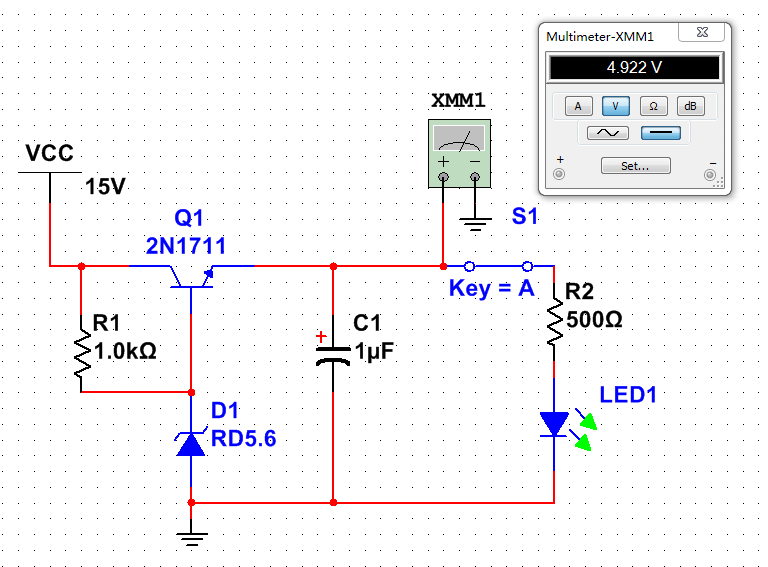 Multimeter-XMM1
4.922 V
A V Ω dB
+ Set... −
XMM1
+ −
VCC
15V
Q1
2N1711
S1
Key = A
R1
1.0kΩ
+ C1
1µF
R2
500Ω
D1
RD5.6
LED1